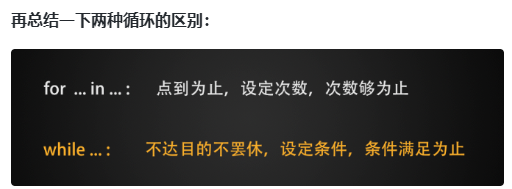 再总结一下两种循环的区别：
for ... in ... : 点到为止，设定次数，次数够为止
while ... : 不达目的不罢休，设定条件，条件满足为止